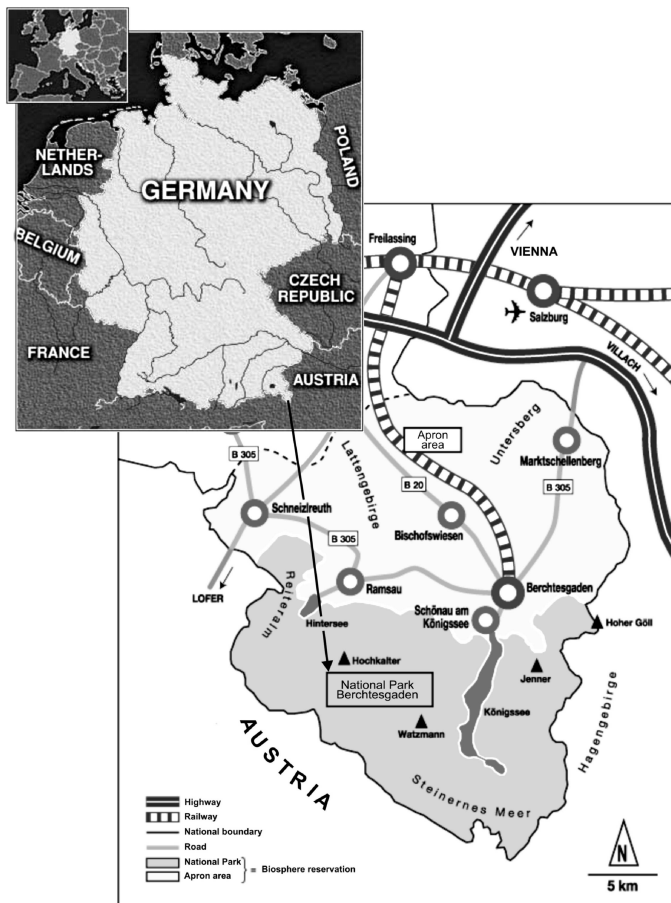 NETHER-
LANDS
POLAND
GERMANY
BELGIUM
CZECH
REPUBLIC
FRANCE
AUSTRIA
Freilassing
VIENNA
Salzburg
VILLACH
Untersberg
Apron
area
Lattengebirge
Marktschellenberg
B 305
B 20
B 305
Schneizlreuth
Bischofswiesen
B 305
Reiteralm
Ramsau
Berchtesgaden
LOFER
Schönau am
Königssee
Hintersee
Hoher Göll
Hochkalter
Jenner
National Park
Berchtesgaden
Königssee
Hagengebirge
Watzmann
AUSTRIA
Steinernes Meer
Highway
Railway
National boundary
Road
National Park
Apron area
= Biosphere reservation
N
5 km